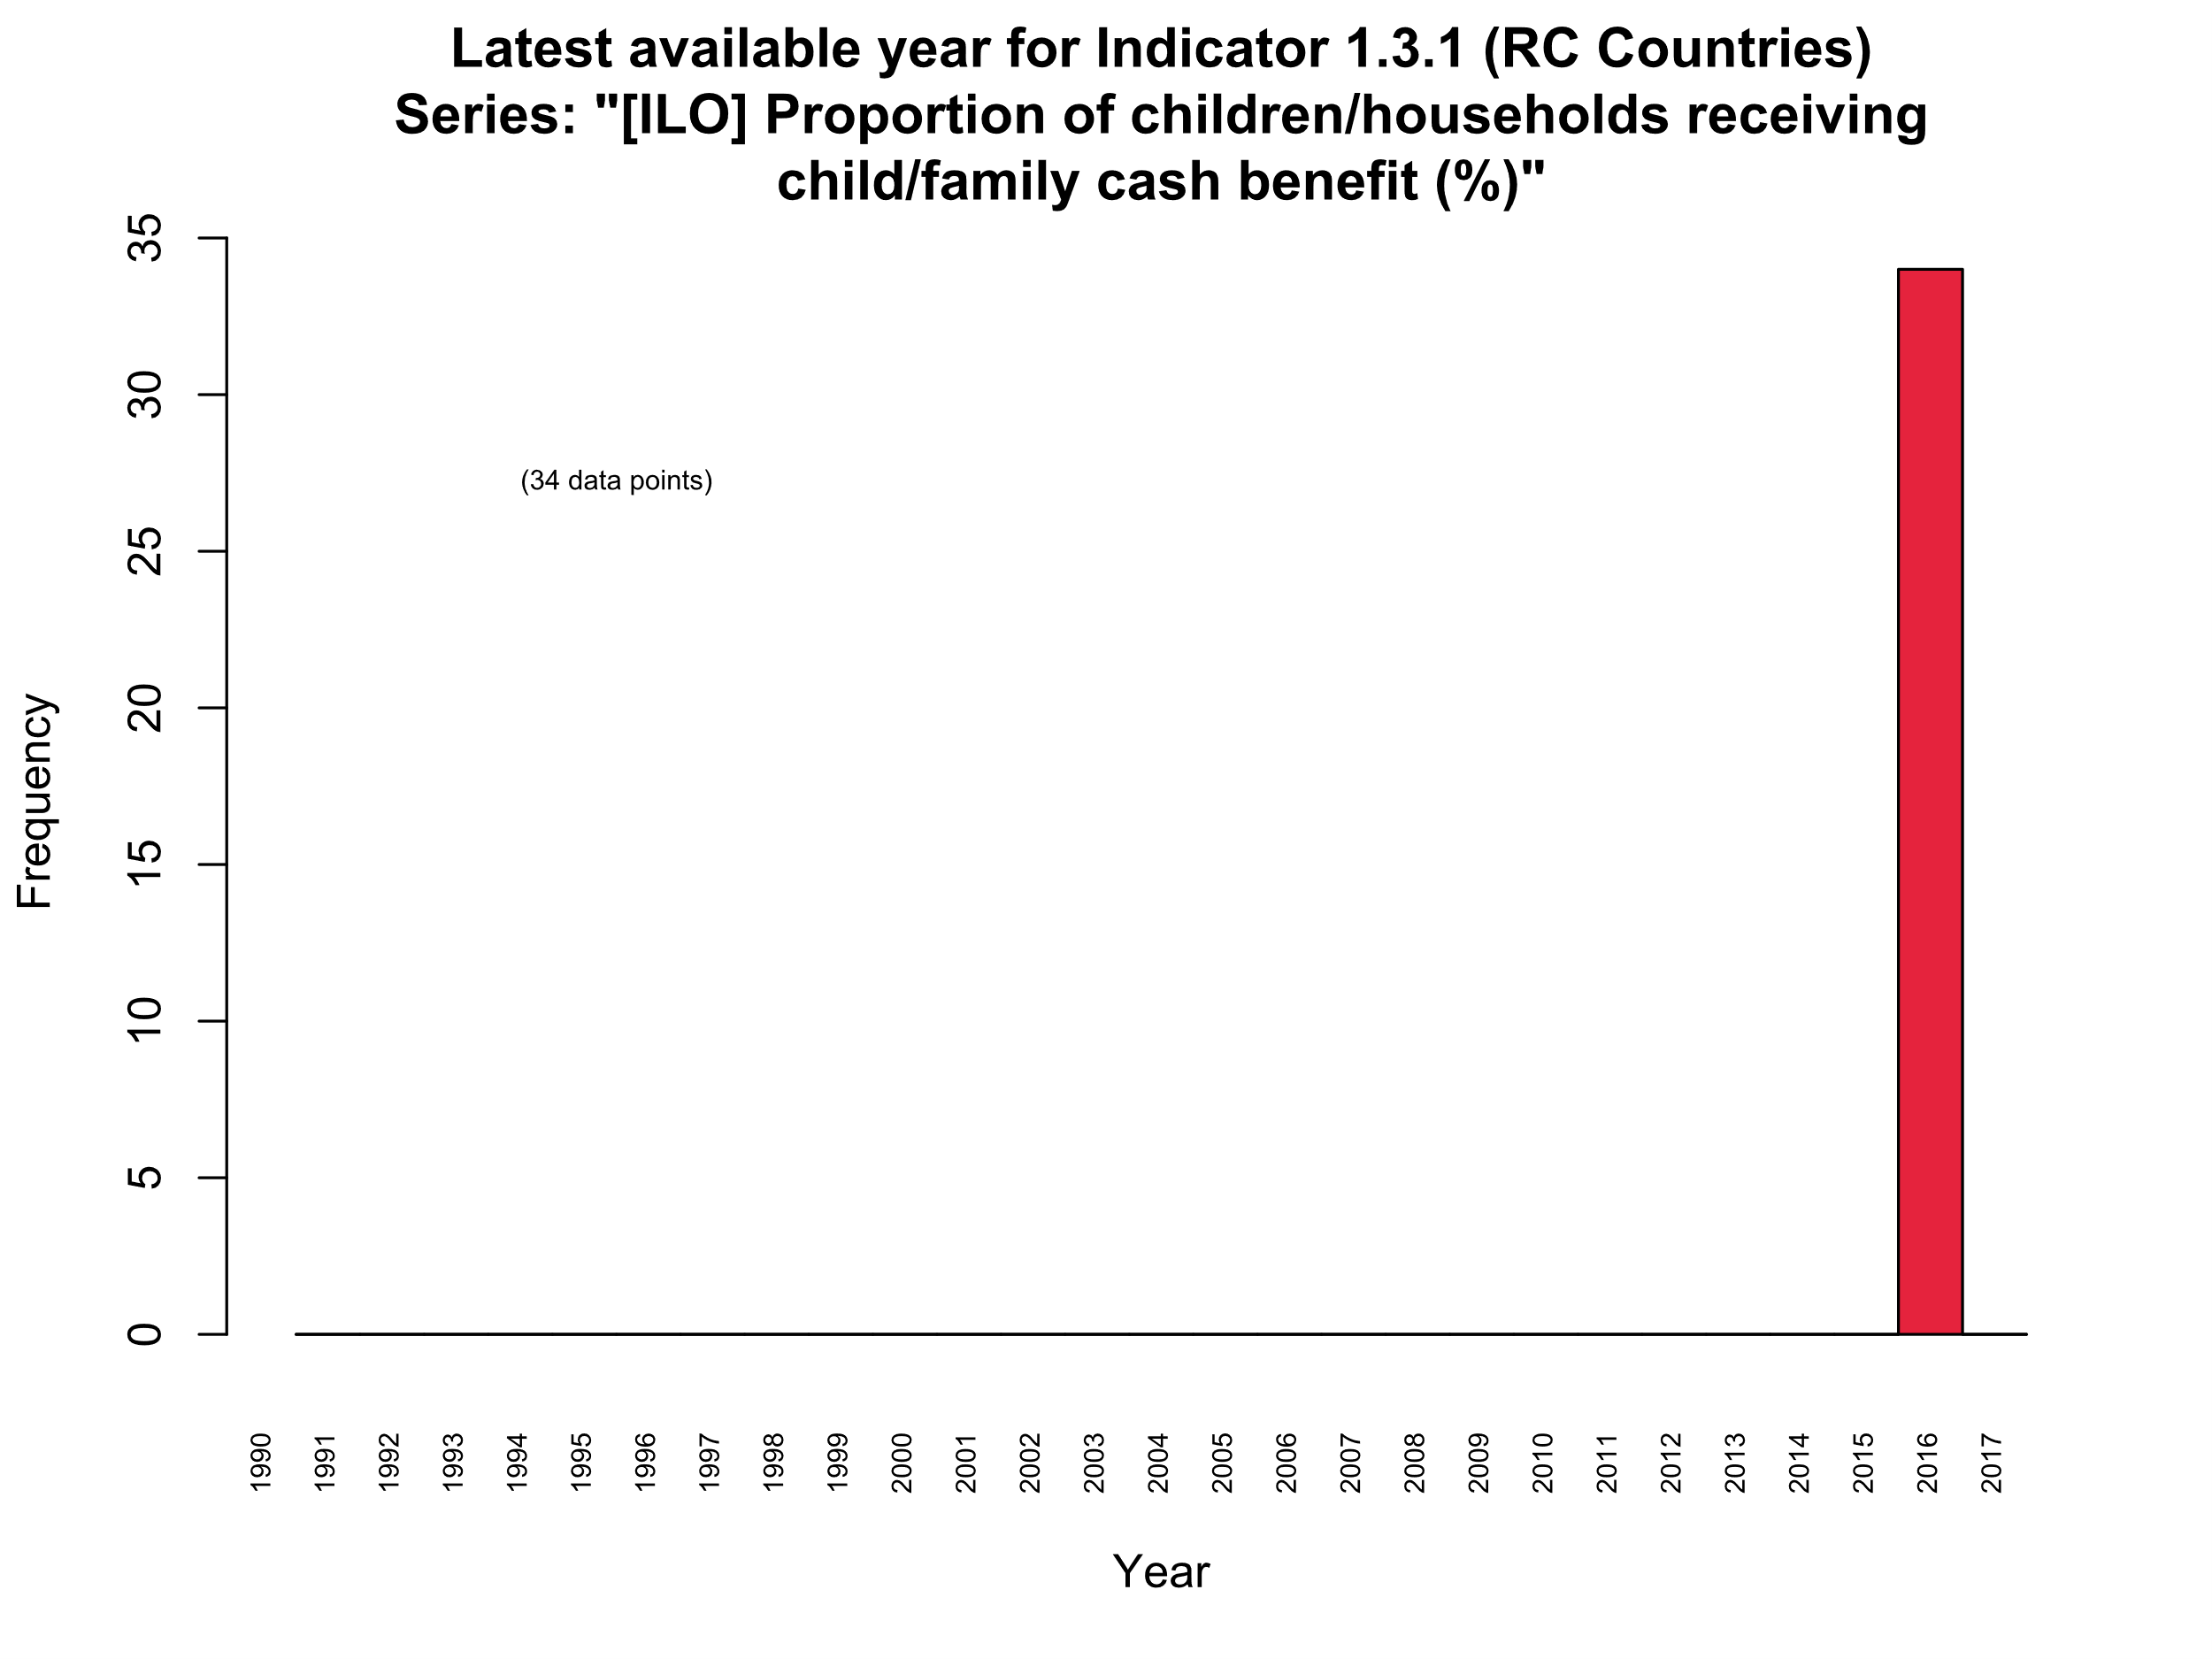 Latest available year for Indicator 1.3.1 (RC Countries)
Series: "[ILO] Proportion of children/households receiving
child/family cash benefit (%)"
35
30
(34 data points)
25
20
Frequency
15
10
5
0
1990 1991 1992 1993 1994 1995 1996 1997 1998 1999 2000 2001 2002 2003 2004 2005 2006 2007 2008 2009 2010 2011 2012 2013 2014 2015 2016 2017
Year